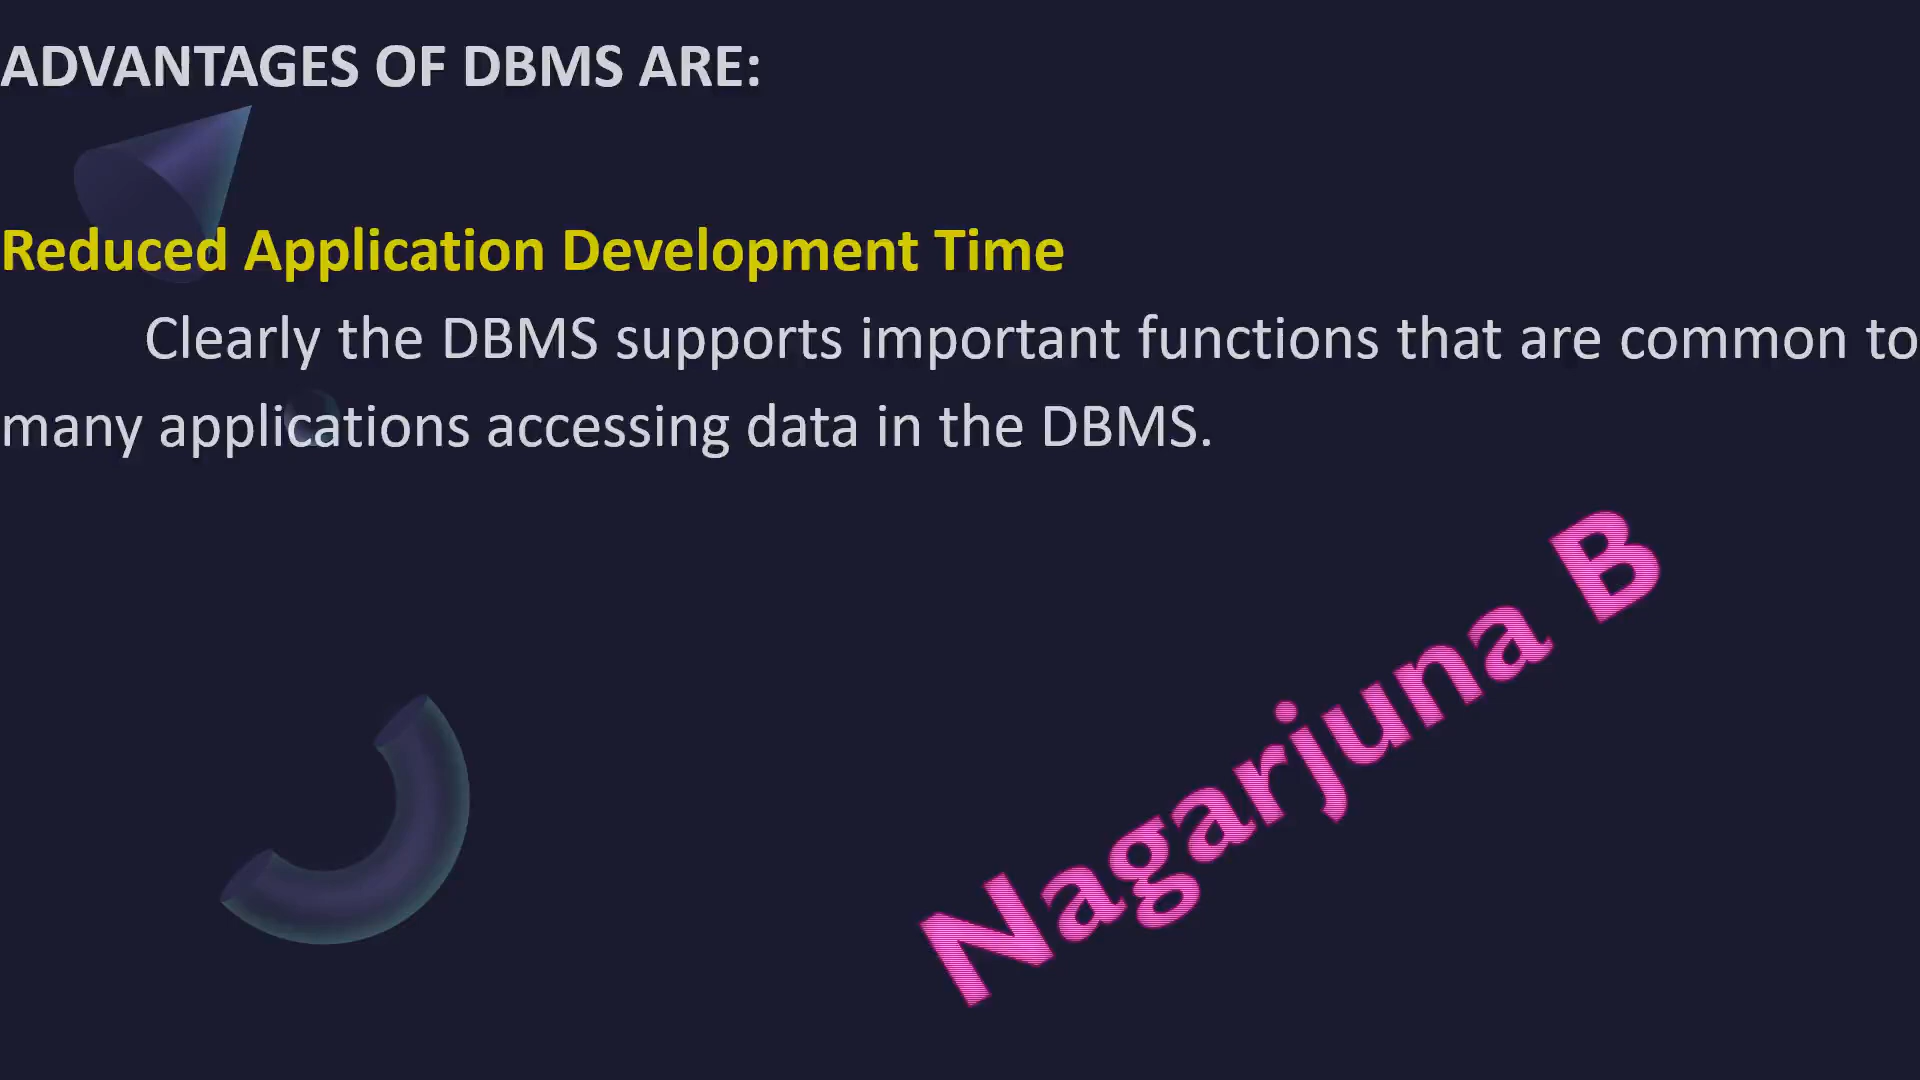 ADVANTAGES OF DBMS ARE:
Reduced Application Development Time
Clearly the DBMS supports important functions that are common to
many applications accessing data in the DBMS.
Nagarjuna B